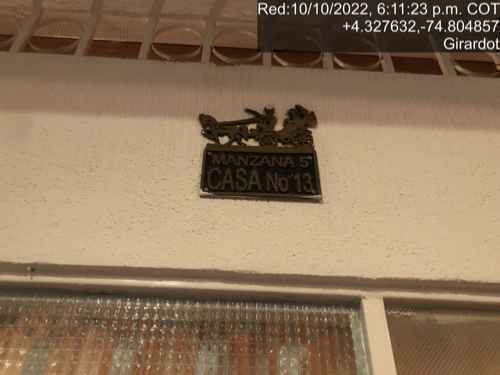 Red:10/10/2022, 6:11:23 p.m. COT
+4.327632,-74.804857
Girardot
"MANZANA 5"
CASA No 13